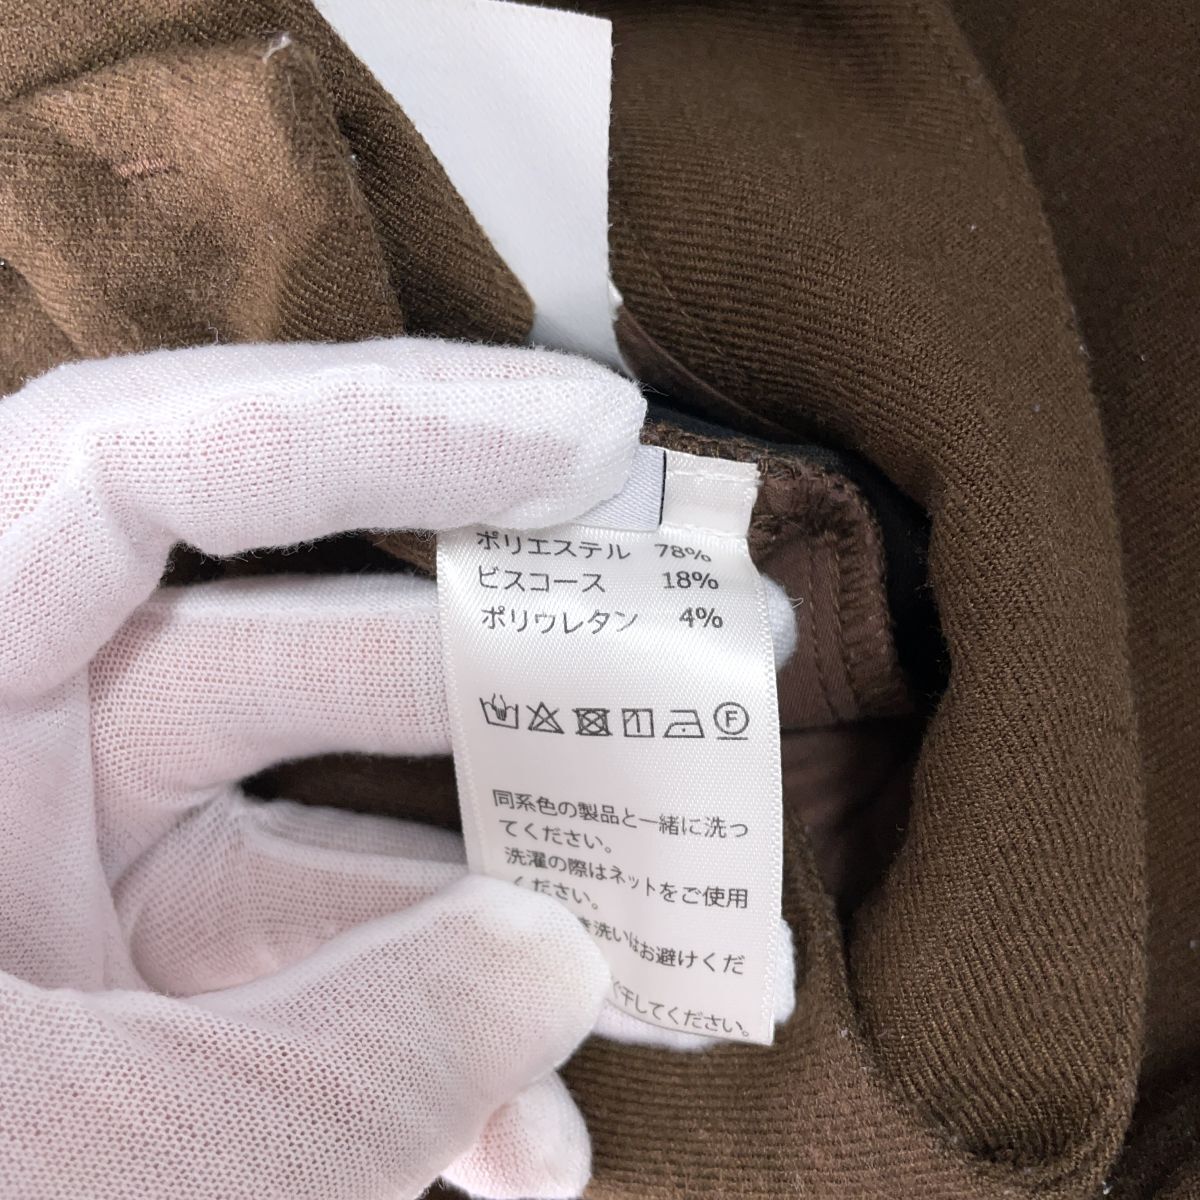 ポリエステル 78%
ビスコース 18%
ポリウレタン 4%
F
同系色の製品と一緒に洗っ
てください。
洗濯の際はネットをご使用
ください。
き洗いはお避けくだ
干してください。